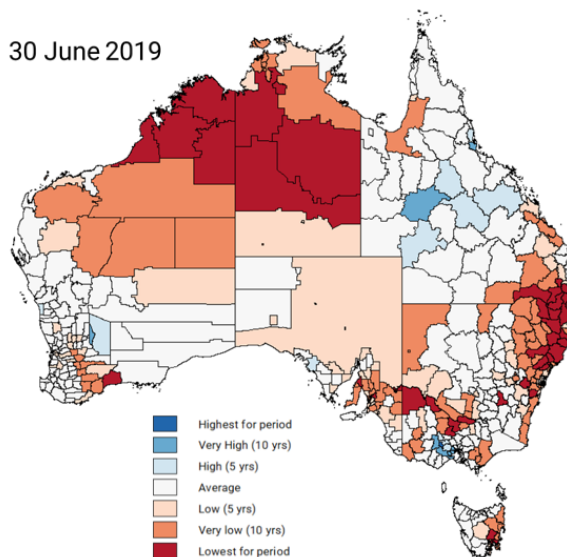 30 June 2019
Highest for period
Very High (10 yrs)
High (5 yrs)
Average
Low (5 yrs)
Very low (10 yrs)
Lowest for period